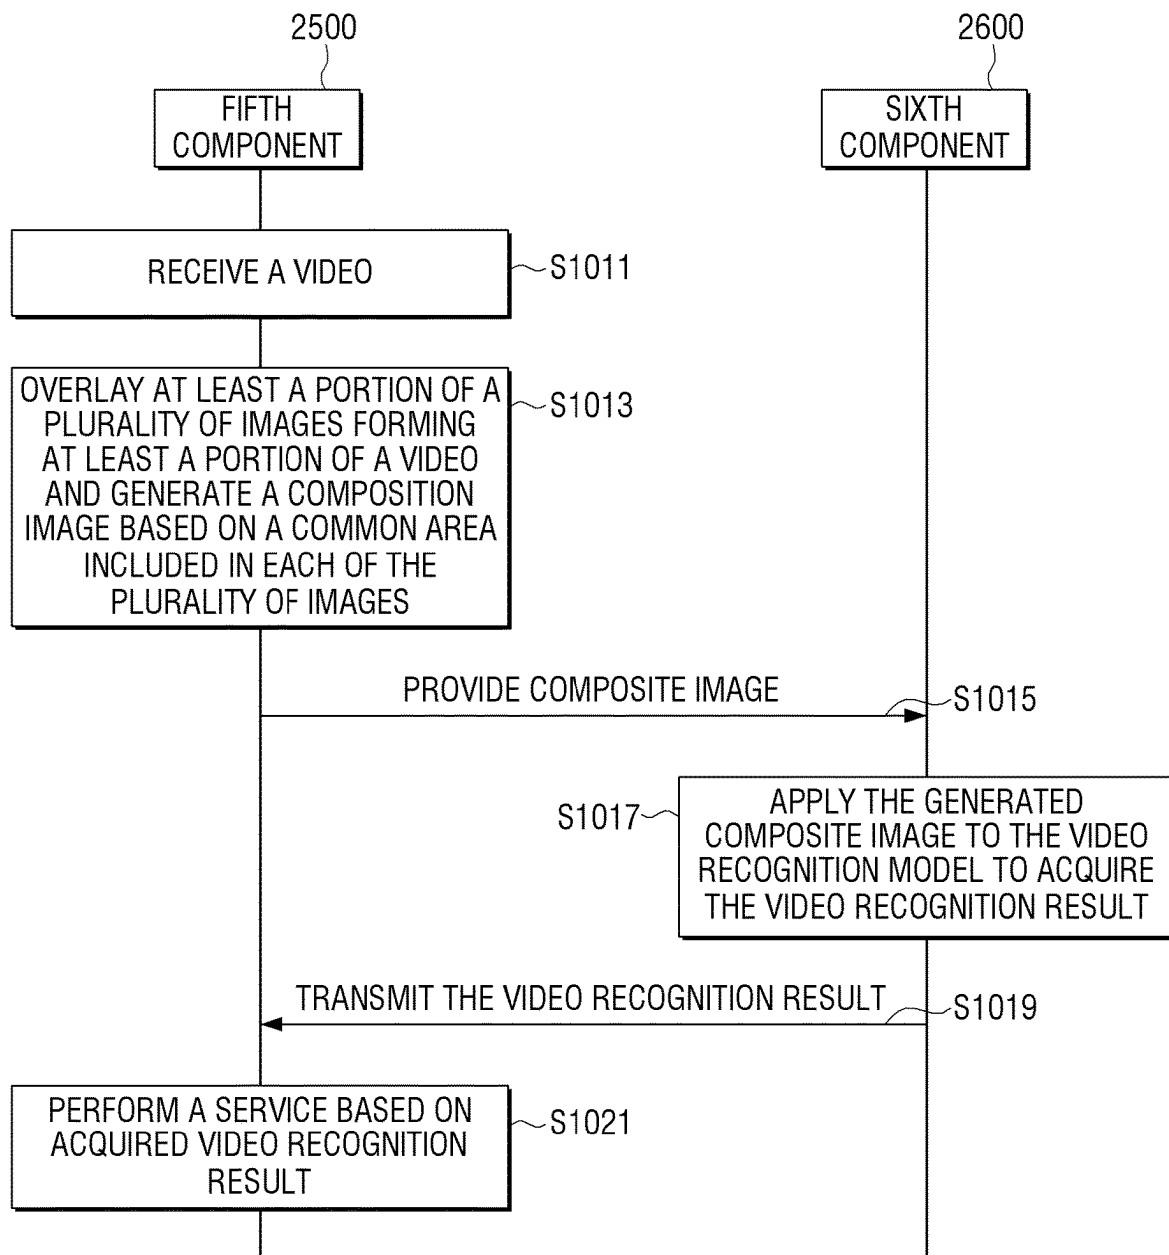 2500
2600
FIFTH
COMPONENT
SIXTH
COMPONENT
RECEIVE A VIDEO
S1011
OVERLAY AT LEAST A PORTION OF A
PLURALITY OF IMAGES FORMING
AT LEAST A PORTION OF A VIDEO
AND GENERATE A COMPOSITION
IMAGE BASED ON A COMMON AREA
INCLUDED IN EACH OF THE
PLURALITY OF IMAGES
S1013
PROVIDE COMPOSITE IMAGE
S1015
S1017
APPLY THE GENERATED
COMPOSITE IMAGE TO THE VIDEO
RECOGNITION MODEL TO ACQUIRE
THE VIDEO RECOGNITION RESULT
TRANSMIT THE VIDEO RECOGNITION RESULT
S1019
PERFORM A SERVICE BASED ON
ACQUIRED VIDEO RECOGNITION
RESULT
S1021